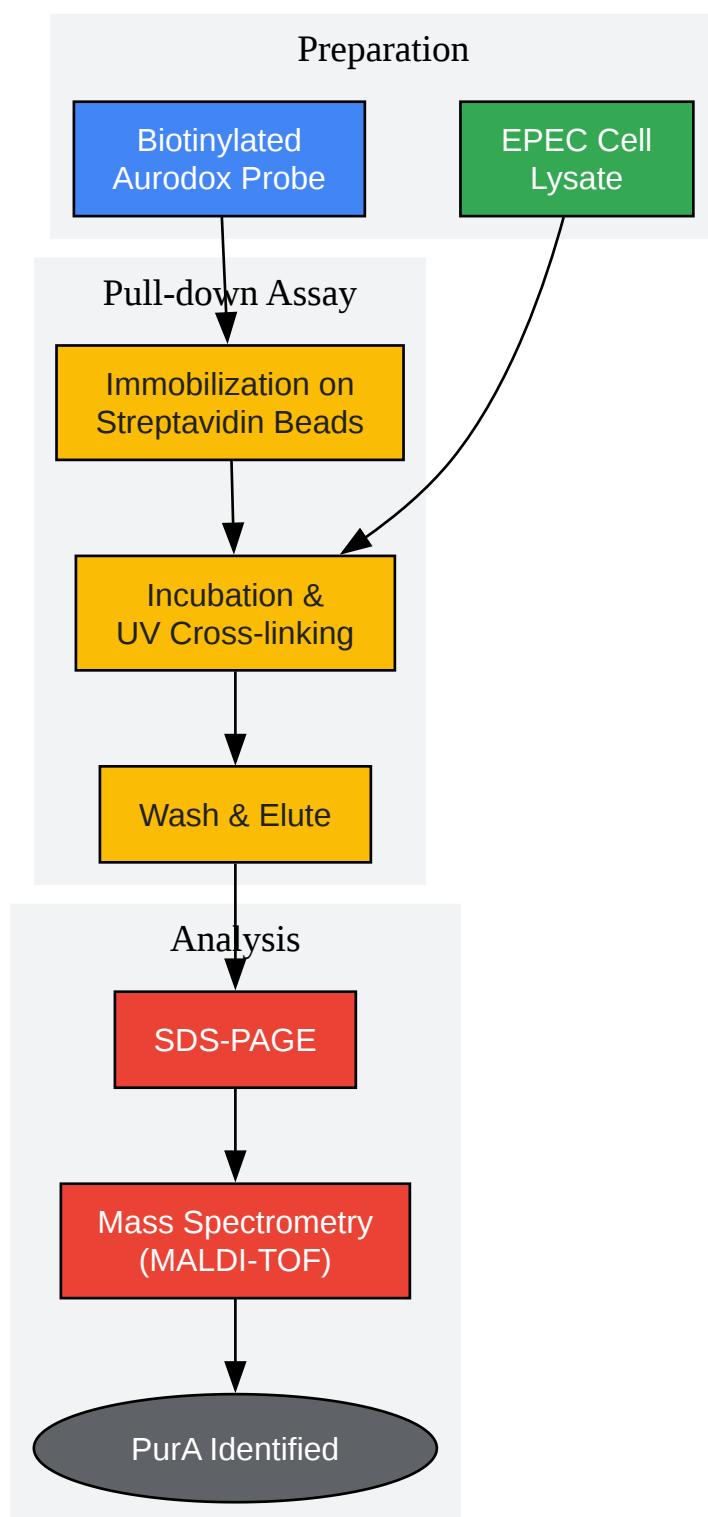 Preparation
Biotinylated
Aurodox Probe
EPEC Cell
Lysate
Pull-down Assay
Immobilization on
Streptavidin Beads
Incubation &
UV Cross-linking
Wash & Elute
Analysis
SDS-PAGE
Mass Spectrometry
(MALDI-TOF)
PurA Identified